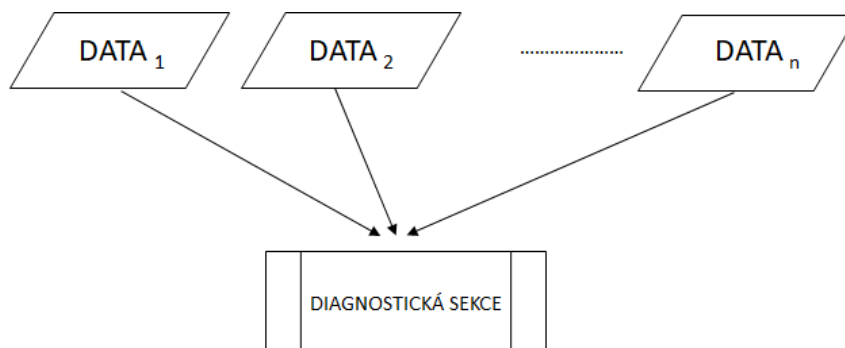 DATA 1
DATA 2
.....................
DATA n
DIAGNOSTICKÁ SEKCE